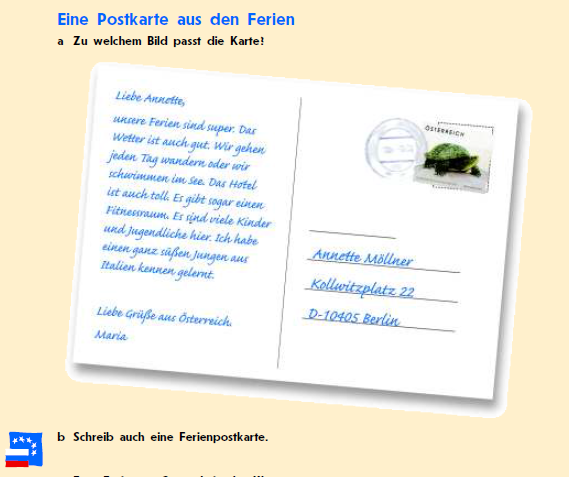 Eine Postkarte aus den Ferien
a Zu welchem Bild passt die Karte?
Liebe Annette,
unsere Ferien sind super. Das
Wetter ist auch gut. Wir gehen
jeden Tag wandern oder wir
schwimmen im See. Das Hotel
ist auch toll. Es gibt sogar einen
Fitnessraum. Es sind viele Kinder
und Jugendliche hier. Ich habe
einen ganz süßen Jungen aus
Italien kennen gelernt.
Liebe Grüße aus Österreich.
Maria
ÖSTERREICH
Annette Möllner
Kollwitzplatz 22
D-10405 Berlin
b Schreib auch eine Ferienpostkarte.